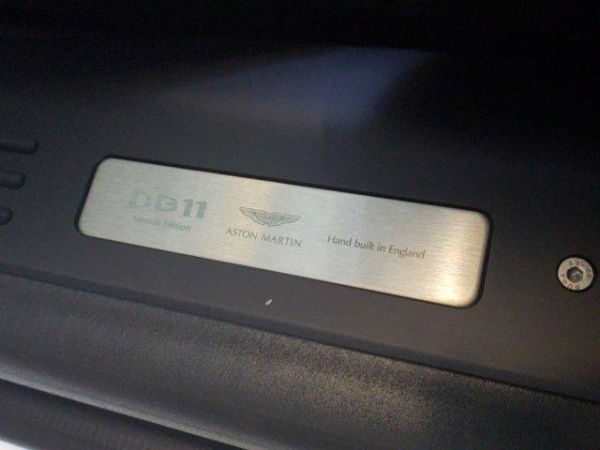 DB11
Launch Edition
ASTON MARTIN
Hand built in England